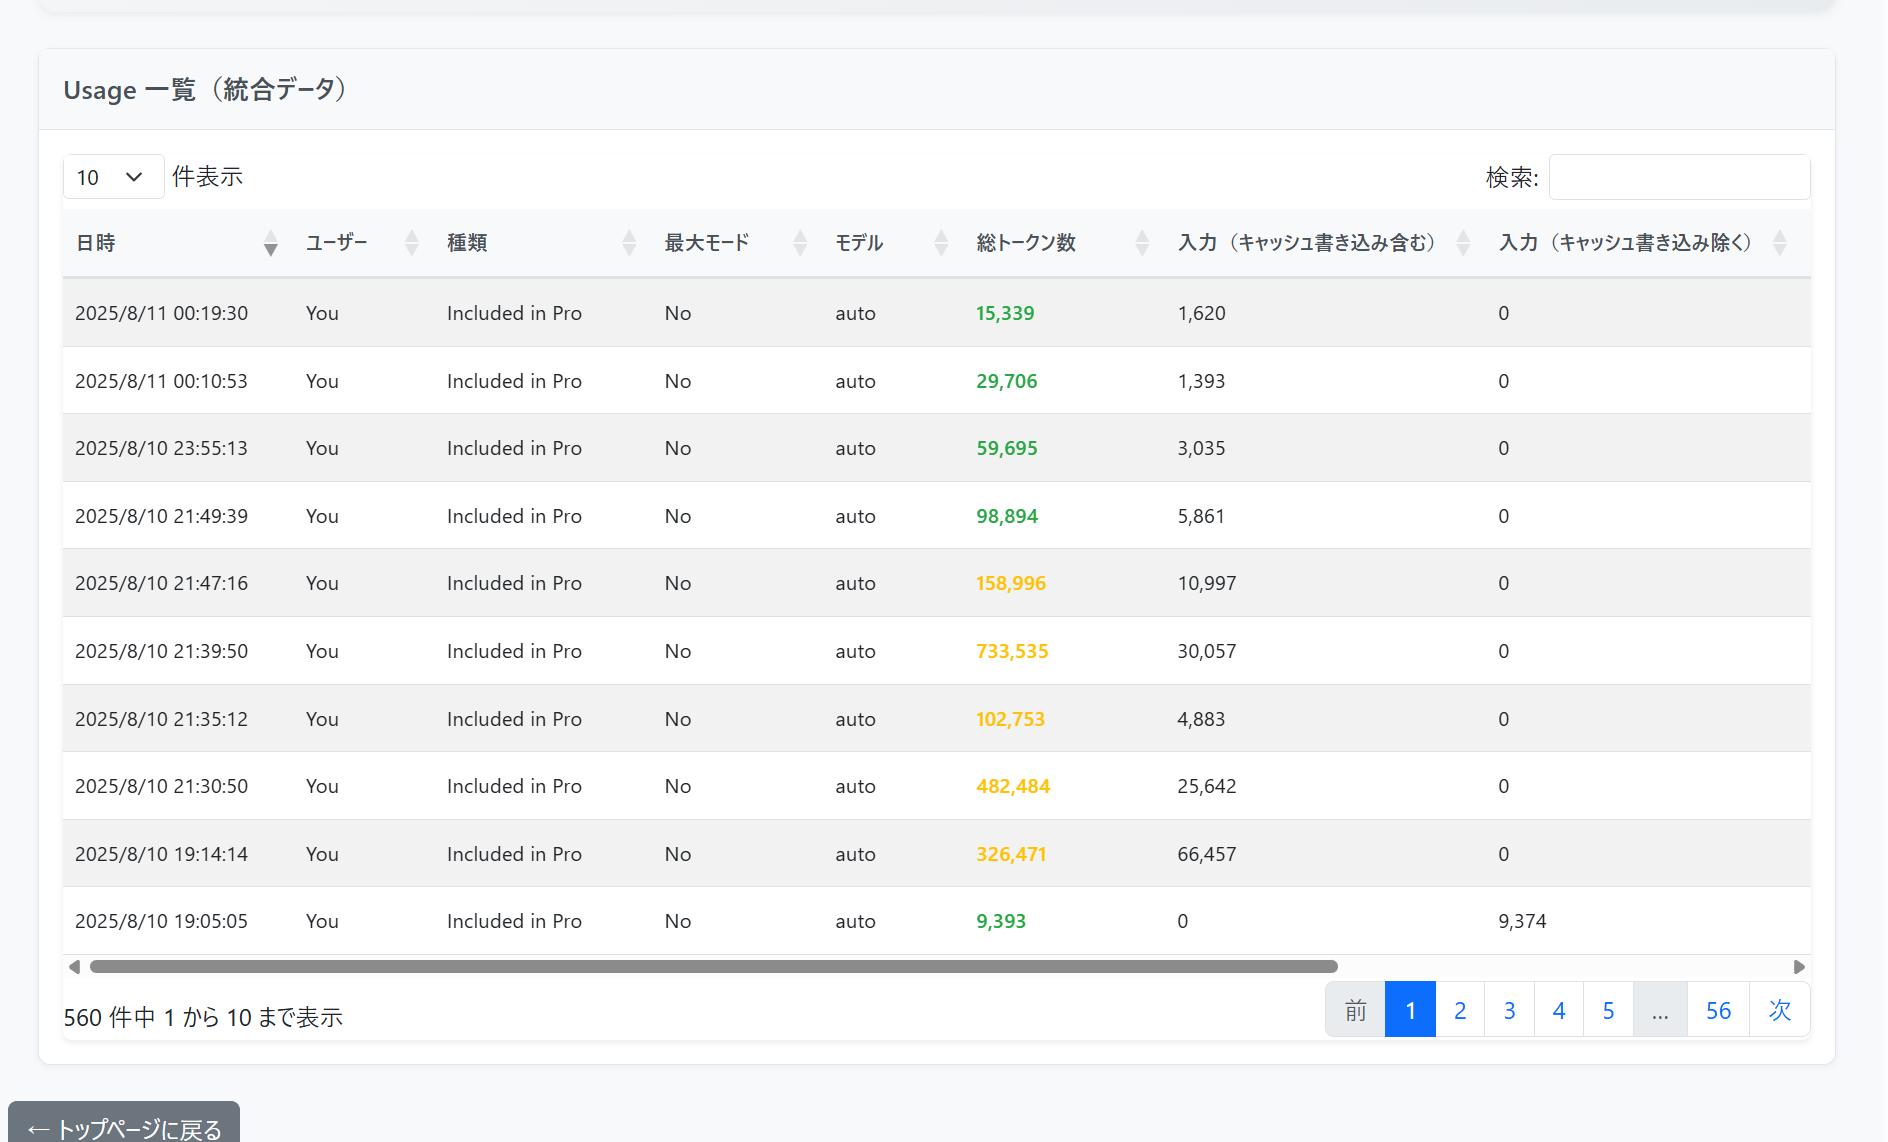 Usage 一覧（統合データ）
10 件表示
検索:
日時 ユーザー 種類 最大モード モデル 総トークン数 入力（キャッシュ書き込み含む） 入力（キャッシュ書き込み除く）
2025/8/11 00:19:30 You Included in Pro No auto 15,339 1,620 0
2025/8/11 00:10:53 You Included in Pro No auto 29,706 1,393 0
2025/8/10 23:55:13 You Included in Pro No auto 59,695 3,035 0
2025/8/10 21:49:39 You Included in Pro No auto 98,894 5,861 0
2025/8/10 21:47:16 You Included in Pro No auto 158,996 10,997 0
2025/8/10 21:39:50 You Included in Pro No auto 733,535 30,057 0
2025/8/10 21:35:12 You Included in Pro No auto 102,753 4,883 0
2025/8/10 21:30:50 You Included in Pro No auto 482,484 25,642 0
2025/8/10 19:14:14 You Included in Pro No auto 326,471 66,457 0
2025/8/10 19:05:05 You Included in Pro No auto 9,393 0 9,374
560 件中 1 から 10 まで表示
前 1 2 3 4 5 … 56 次
← トップページに戻る